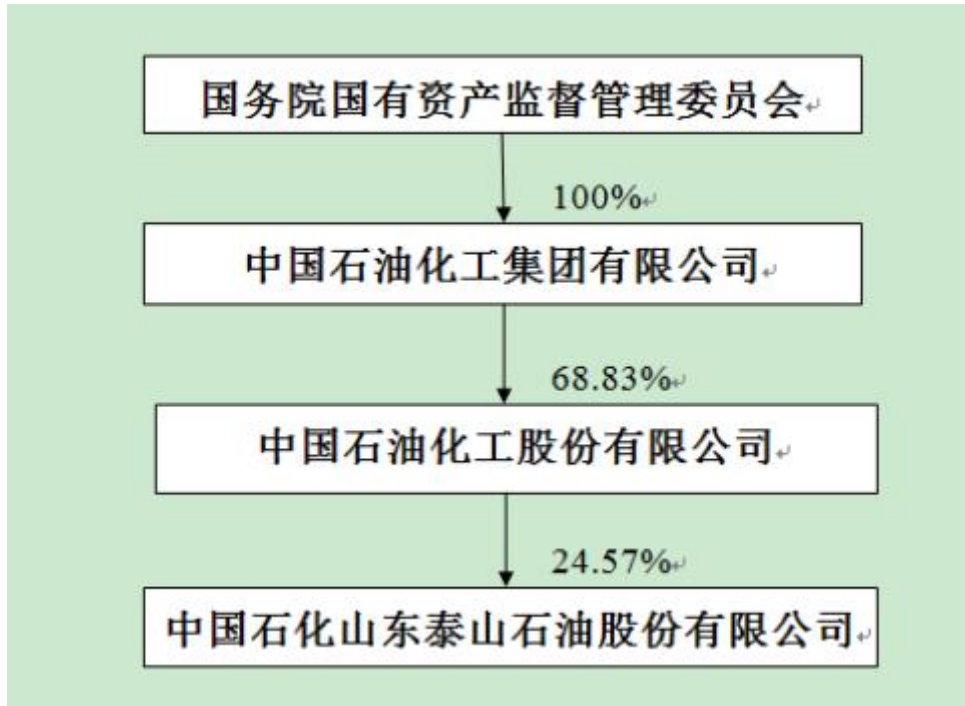 国务院国有资产监督管理委员会
100%
中国石油化工集团有限公司
68.83%
中国石油化工股份有限公司
24.57%
中国石化山东泰山石油股份有限公司